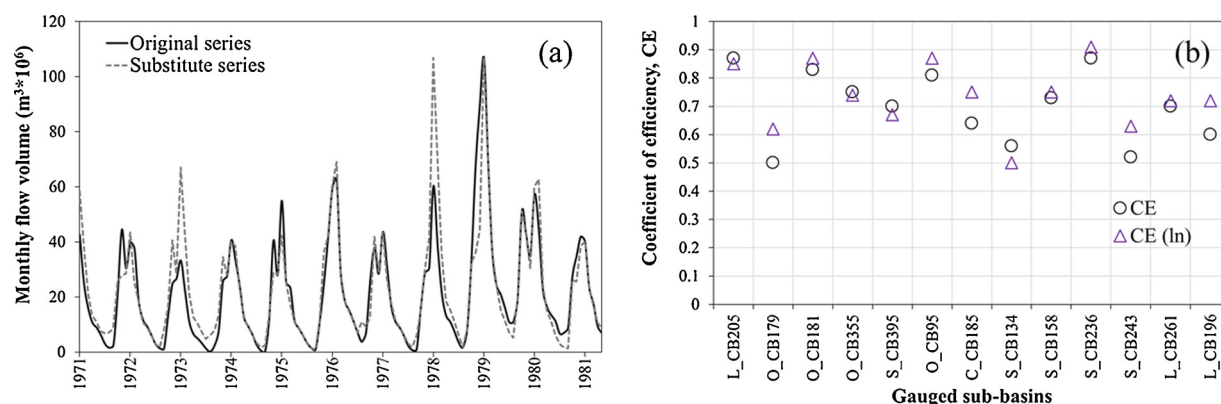 120
100
80
60
40
20
0
Monthly flow volume (m³*10⁶)
Original series
Substitute series
(a)
1971
1972
1973
1974
1975
1976
1977
1978
1979
1980
1981
1
0.9
0.8
0.7
0.6
0.5
0.4
0.3
0.2
0.1
0
Coefficient of efficiency, CE
(b)
CE
CE (ln)
L_CB205
O_CB179
O_CB181
O_CB355
S_CB395
O_CB95
C_CB185
S_CB134
S_CB158
S_CB236
S_CB243
L_CB261
L_CB196
Gauged sub-basins